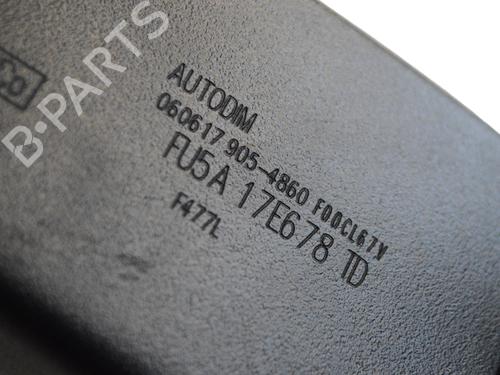 B-PARTS
AUTODIM
060617 905-4860 F00CL67V
FU5A 17E678 TD
F477L